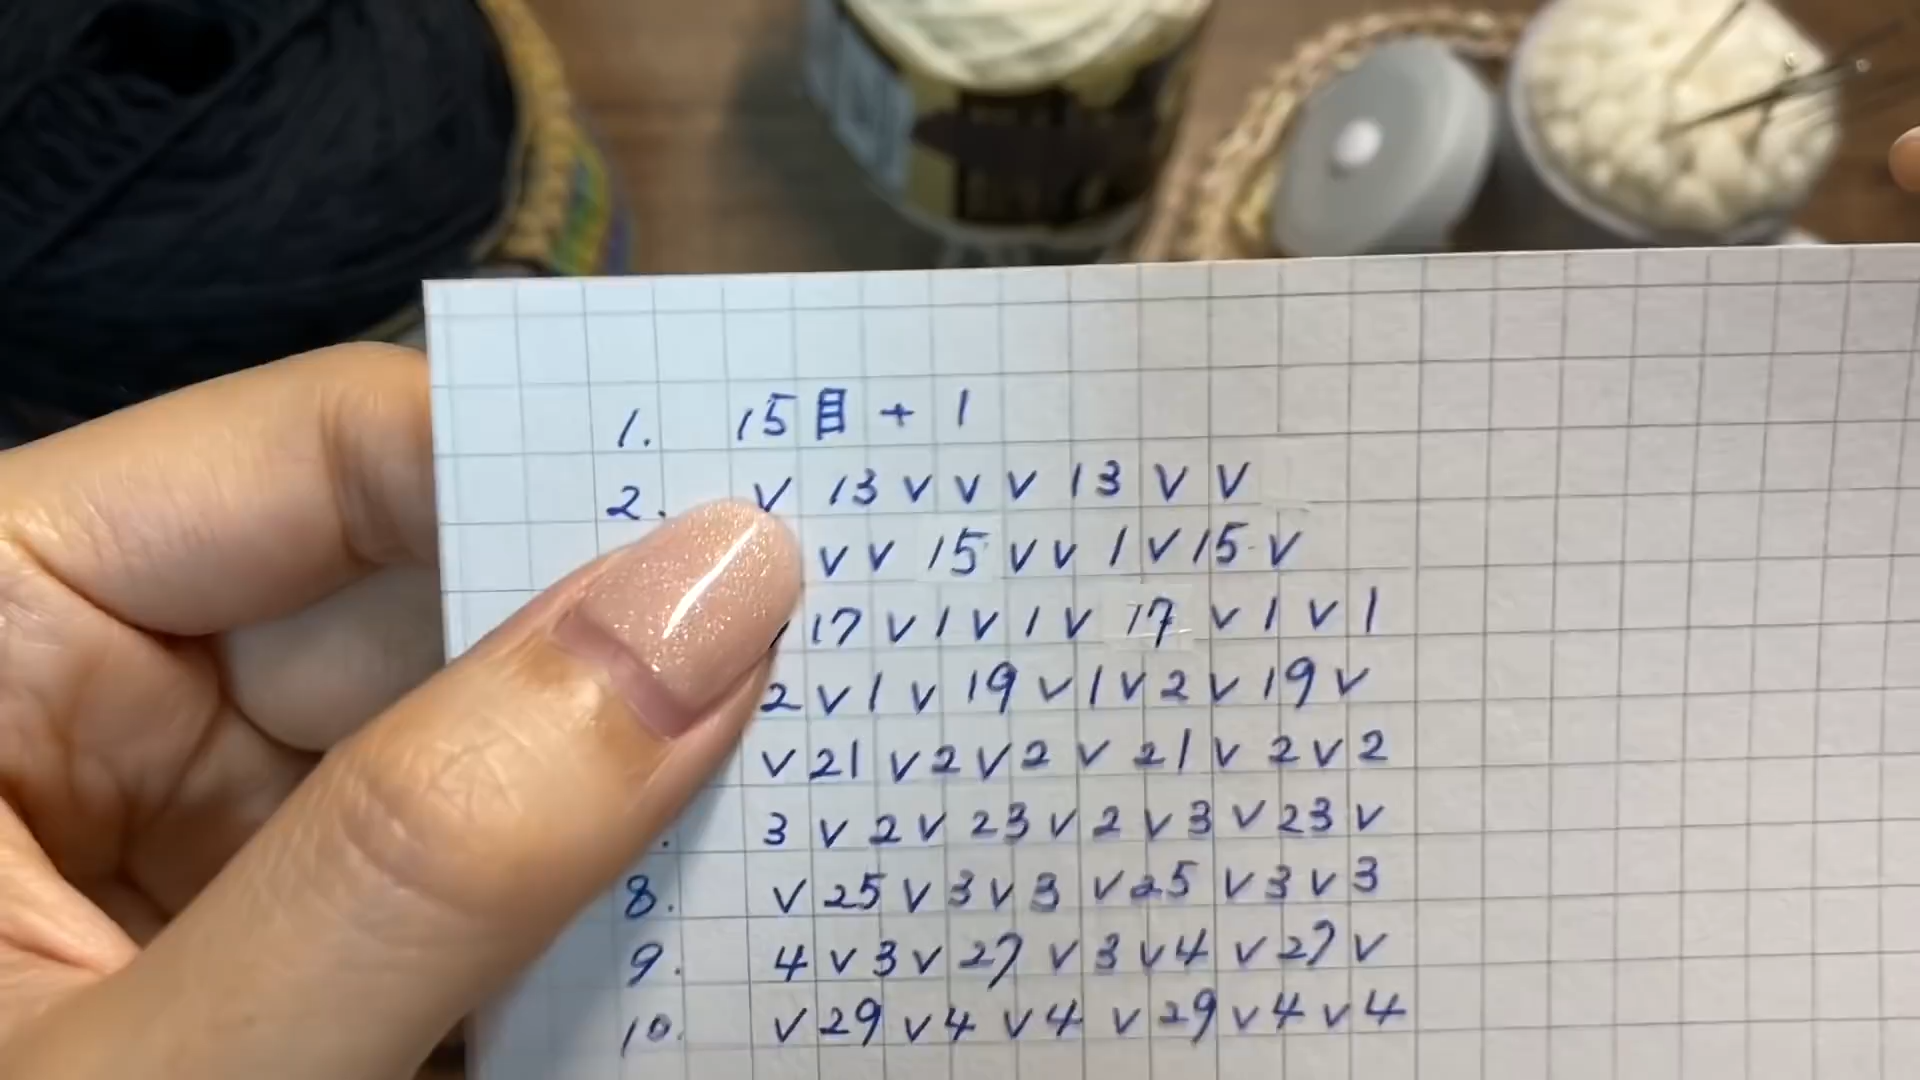 1. 15目 + 1
2. V 13 V V V 13 V V
V V 15 V V 1 V 15 V
17 V 1 V 1 V 17 V 1 V 1
2 V 1 V 19 V 1 V 2 V 19 V
V 21 V 2 V 2 V 21 V 2 V 2
3 V 2 V 23 V 2 V 3 V 23 V
8. V 25 V 3 V 3 V 25 V 3 V 3
9. 4 V 3 V 27 V 3 V 4 V 27 V
10. V 29 V 4 V 4 V 29 V 4 V 4